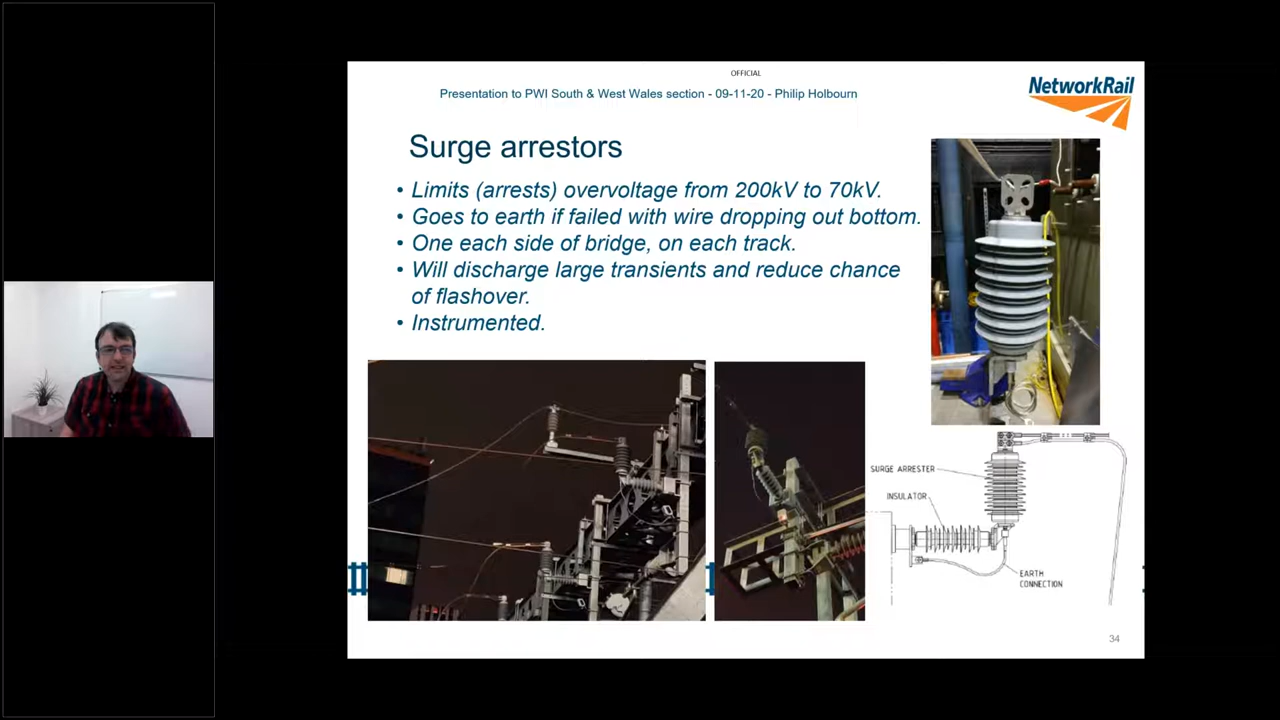 OFFICIAL
Presentation to PWI South & West Wales section - 09-11-20 - Philip Holbourn
NetworkRail
Surge arrestors
• Limits (arrests) overvoltage from 200kV to 70kV.
• Goes to earth if failed with wire dropping out bottom.
• One each side of bridge, on each track.
• Will discharge large transients and reduce chance
of flashover.
• Instrumented.
SURGE ARRESTER
INSULATOR
EARTH
CONNECTION
34